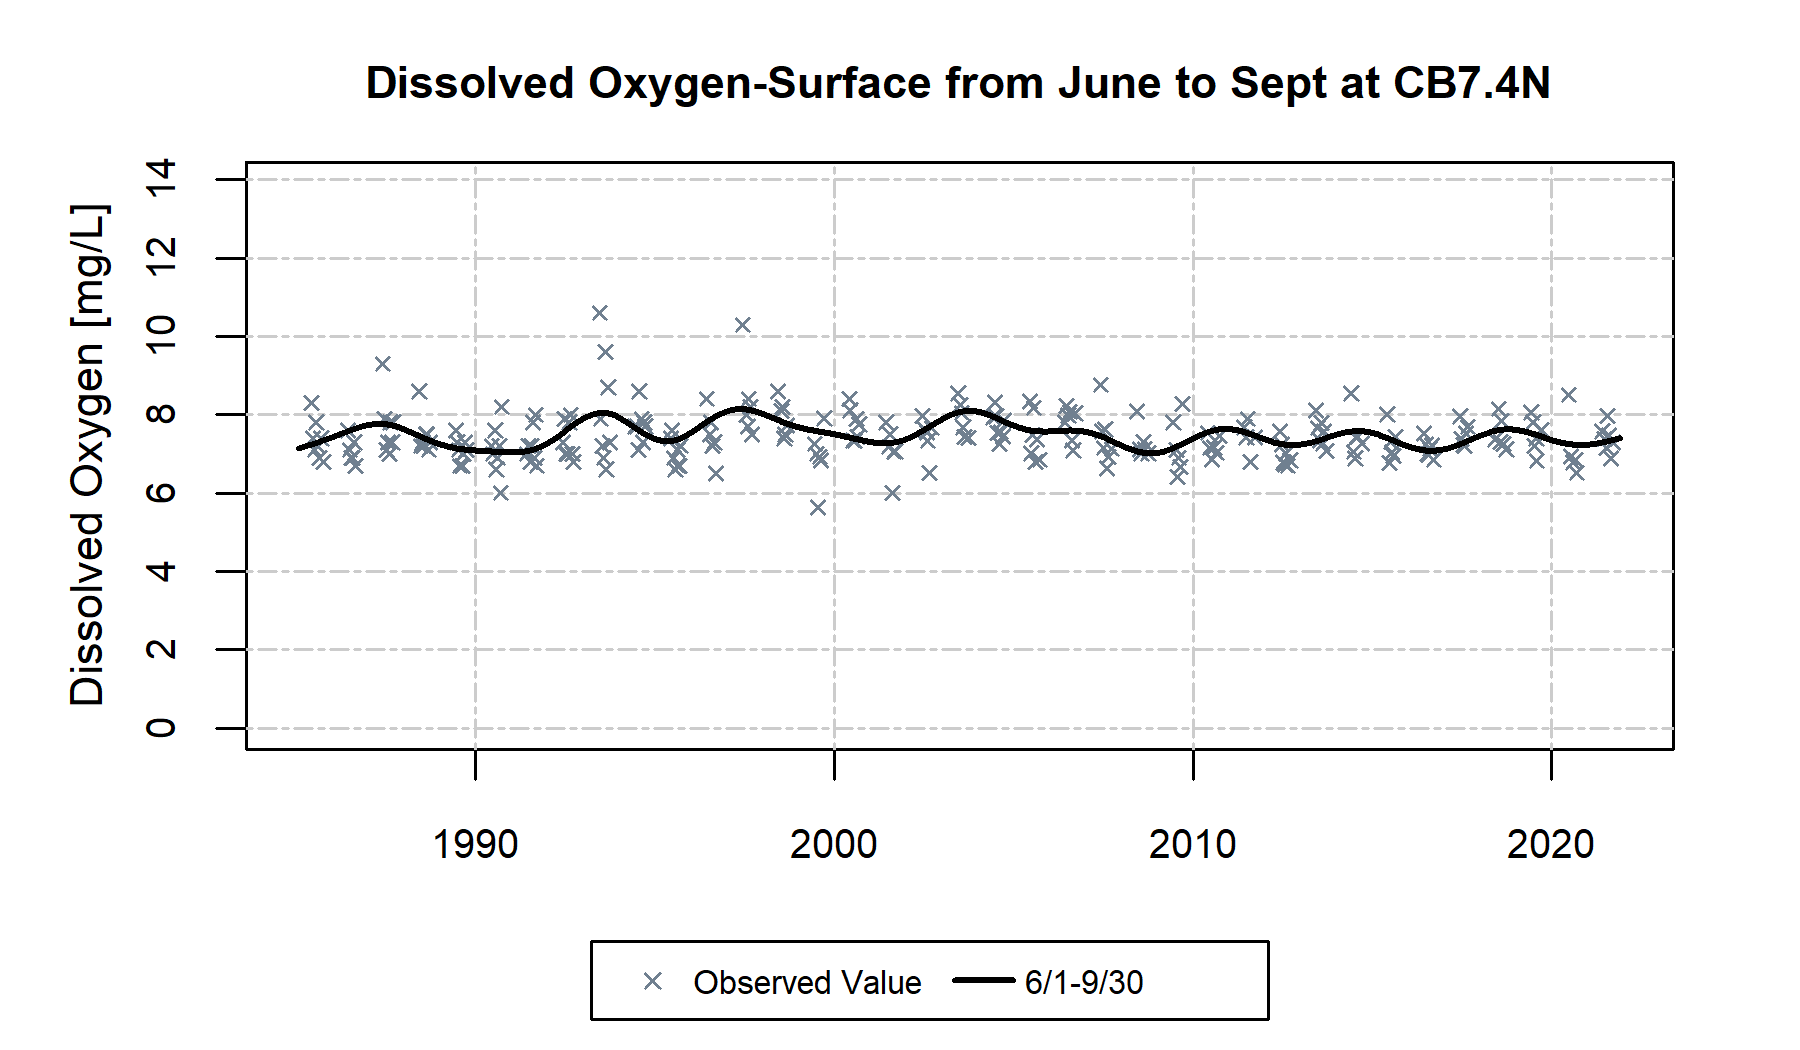 Dissolved Oxygen-Surface from June to Sept at CB7.4N
Dissolved Oxygen [mg/L]
14
12
10
8
6
4
2
0
1990 2000 2010 2020
Observed Value 6/1-9/30